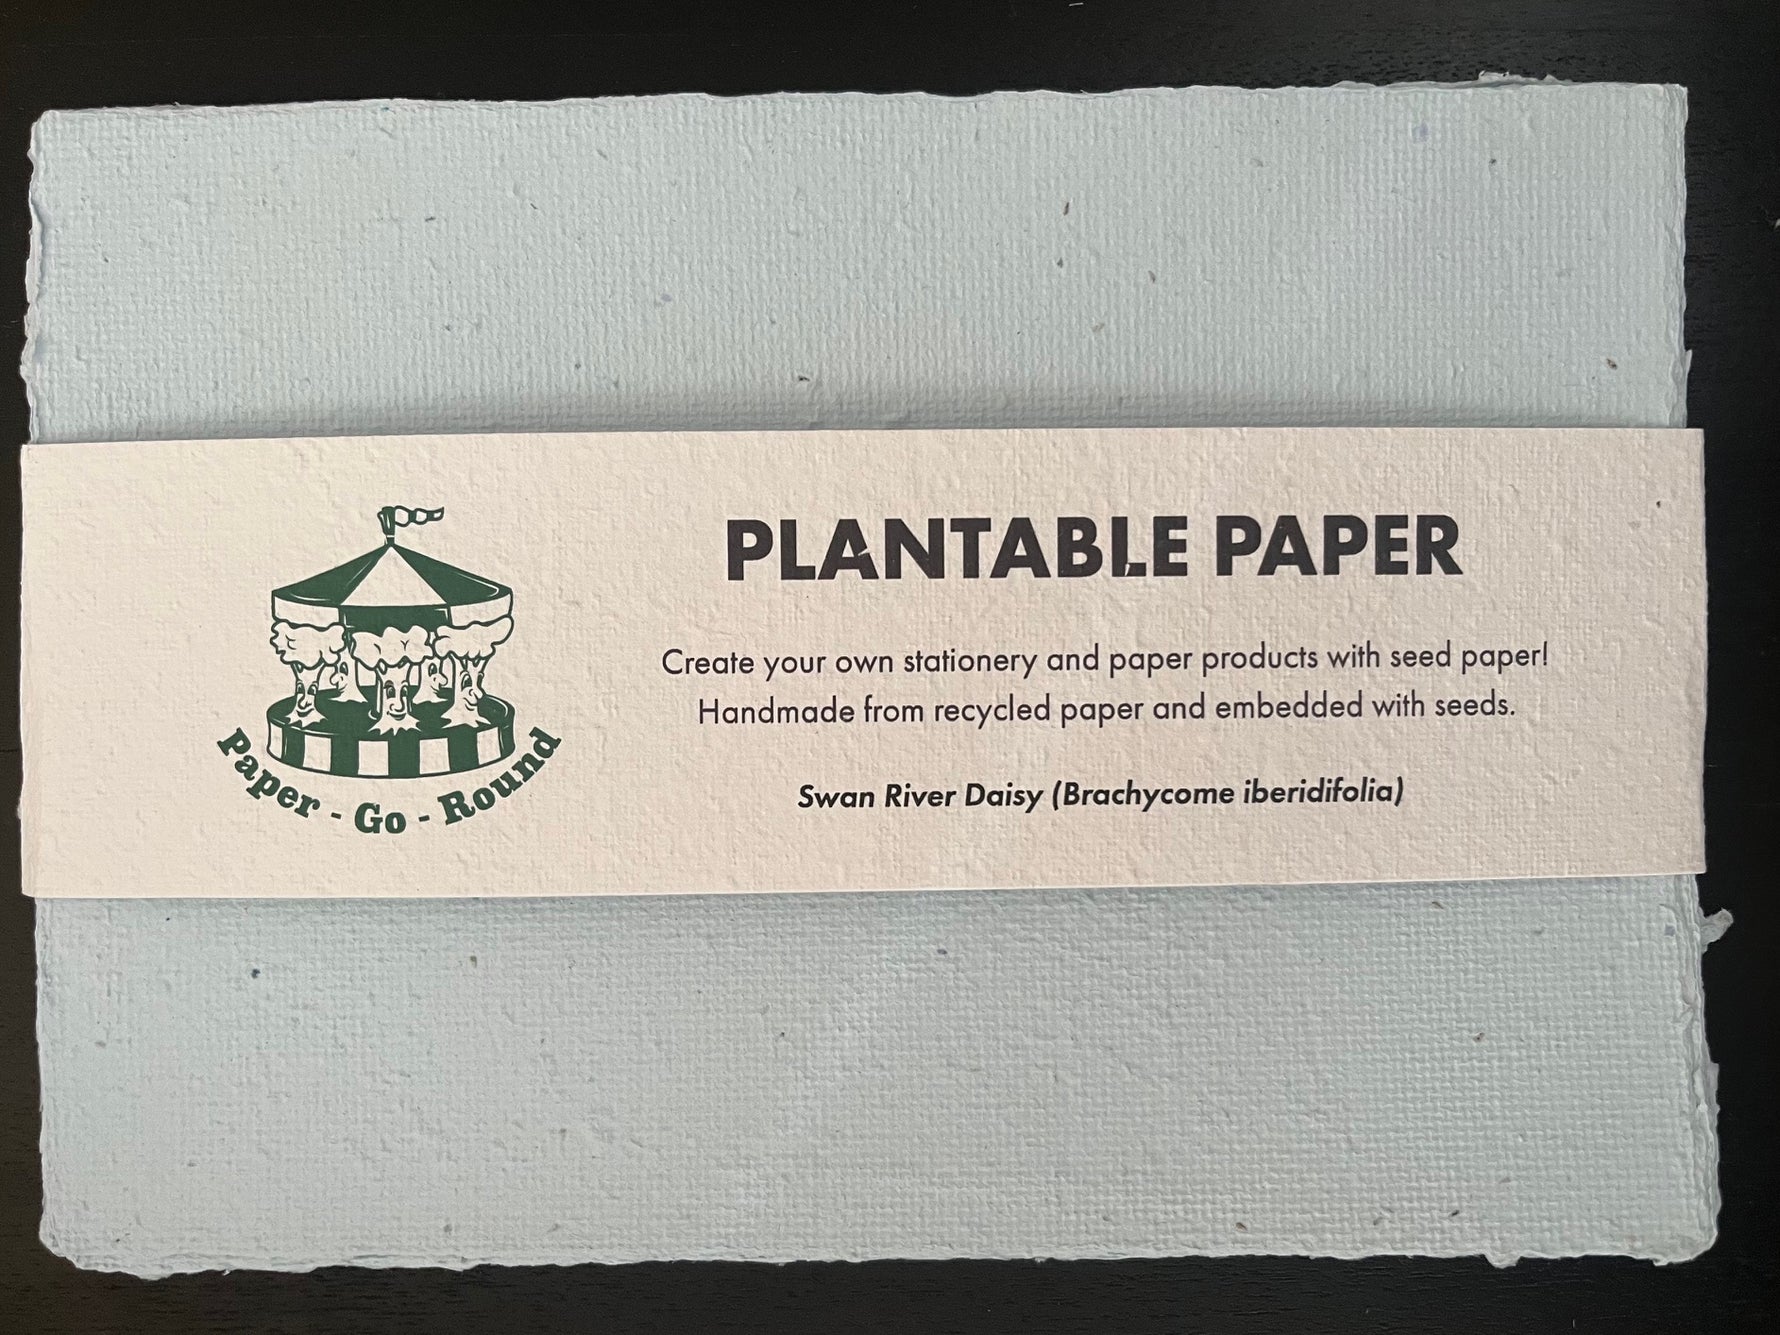 PLANTABLE PAPER
Create your own stationery and paper products with seed paper!
Handmade from recycled paper and embedded with seeds.
Swan River Daisy (Brachycome iberidifolia)
Paper - Go - Round